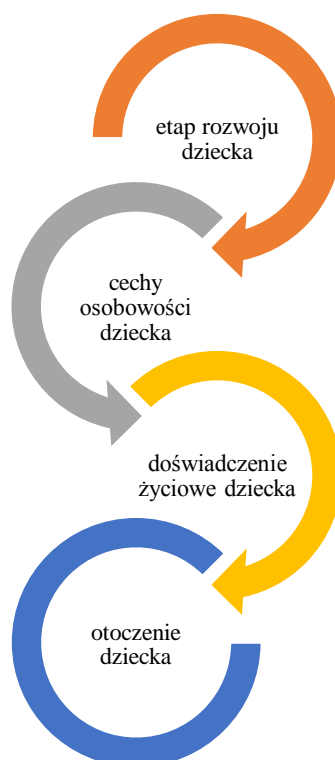 etap rozwoju
dziecka
cechy
osobowości
dziecka
doświadczenie
życiowe dziecka
otoczenie
dziecka